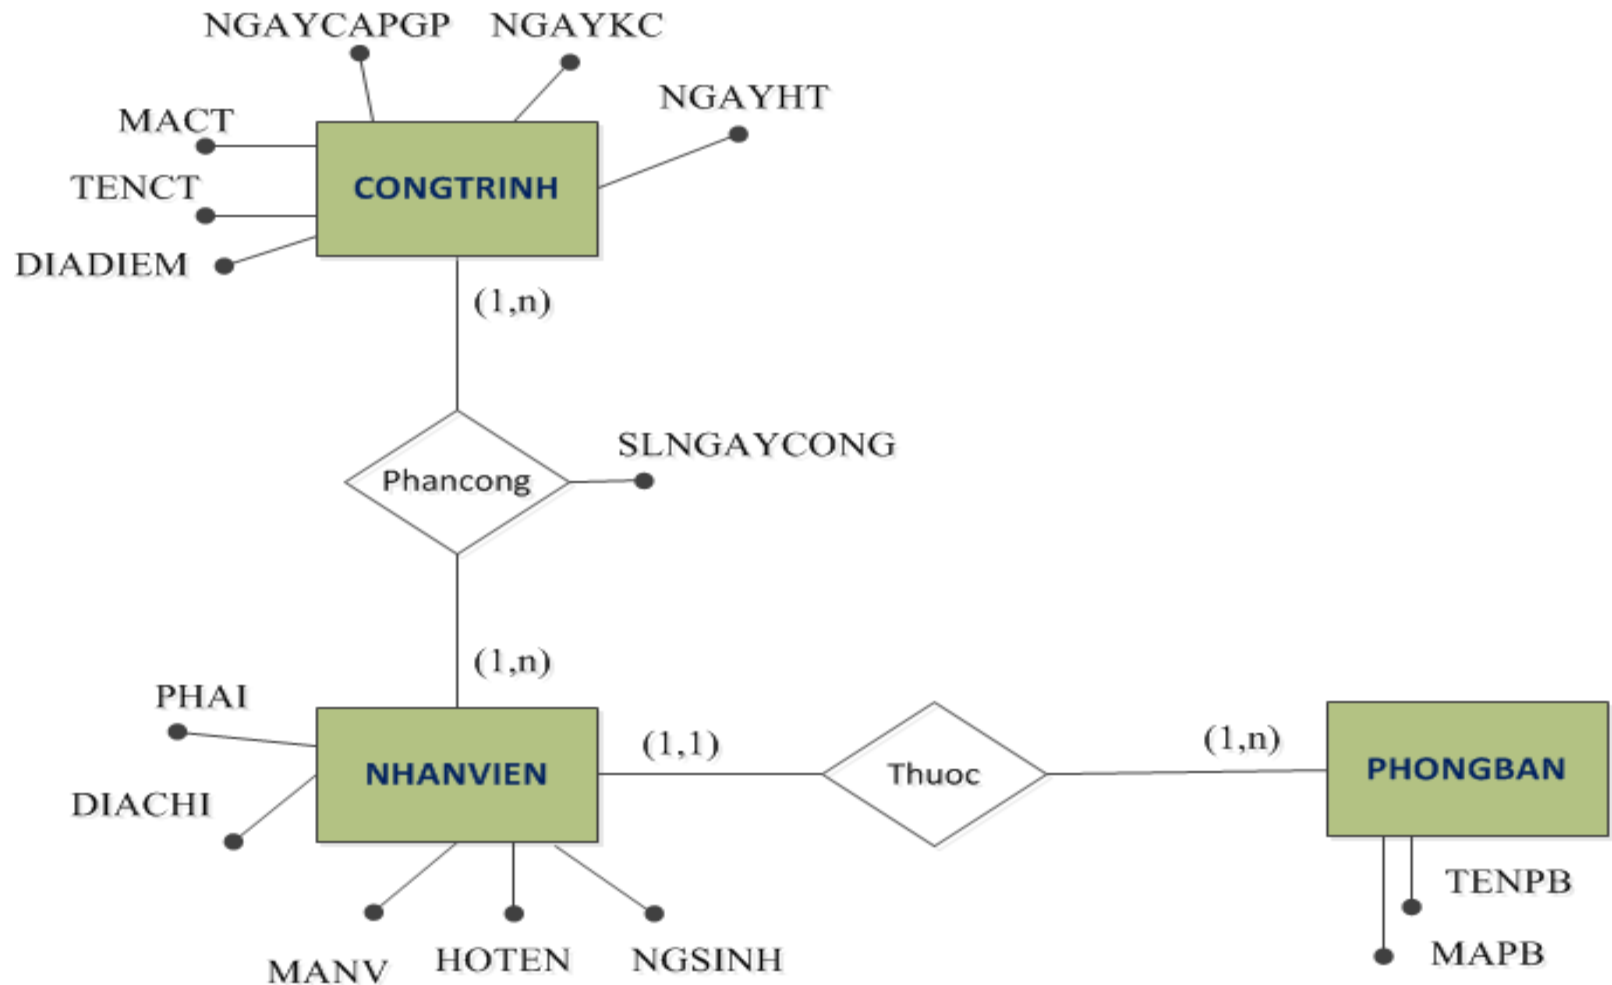 NGAYCAPGP
NGAYKC
NGAYHT
MACT
TENCT
DIADIEM
CONGTRINH
(1,n)
SLNGAYCONG
Phancong
(1,n)
PHAI
DIACHI
NHANVIEN
(1,1)
Thuoc
(1,n)
PHONGBAN
TENPB
MAPB
MANV
HOTEN
NGSINH